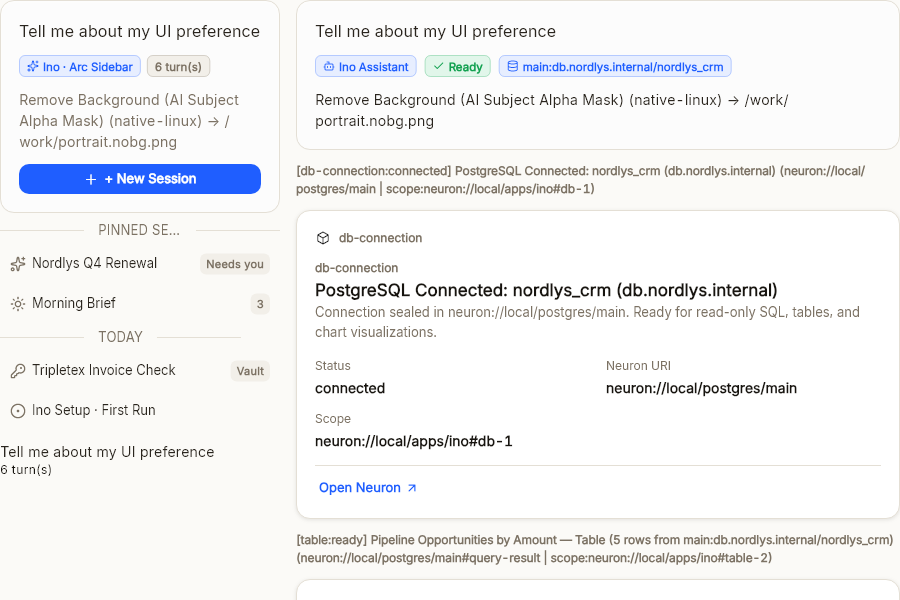 Tell me about my UI preference
Ino · Arc Sidebar
6 turn(s)
Remove Background (AI Subject
Alpha Mask) (native-linux) → /
work/portrait.nobg.png
+ New Session
PINNED SE...
Nordlys Q4 Renewal
Needs you
Morning Brief
3
TODAY
Tripletex Invoice Check
Vault
Ino Setup · First Run
Tell me about my UI preference
6 turn(s)
Tell me about my UI preference
Ino Assistant
Ready
main:db.nordlys.internal/nordlys_crm
Remove Background (AI Subject Alpha Mask) (native-linux) → /work/
portrait.nobg.png
[db-connection:connected] PostgreSQL Connected: nordlys_crm (db.nordlys.internal) (neuron://local/
postgres/main | scope:neuron://local/apps/ino#db-1)
db-connection
db-connection
PostgreSQL Connected: nordlys_crm (db.nordlys.internal)
Connection sealed in neuron://local/postgres/main. Ready for read-only SQL, tables, and
chart visualizations.
Status
connected
Neuron URI
neuron://local/postgres/main
Scope
neuron://local/apps/ino#db-1
Open Neuron ↗
[table:ready] Pipeline Opportunities by Amount — Table (5 rows from main:db.nordlys.internal/nordlys_crm)
(neuron://local/postgres/main#query-result | scope:neuron://local/apps/ino#table-2)